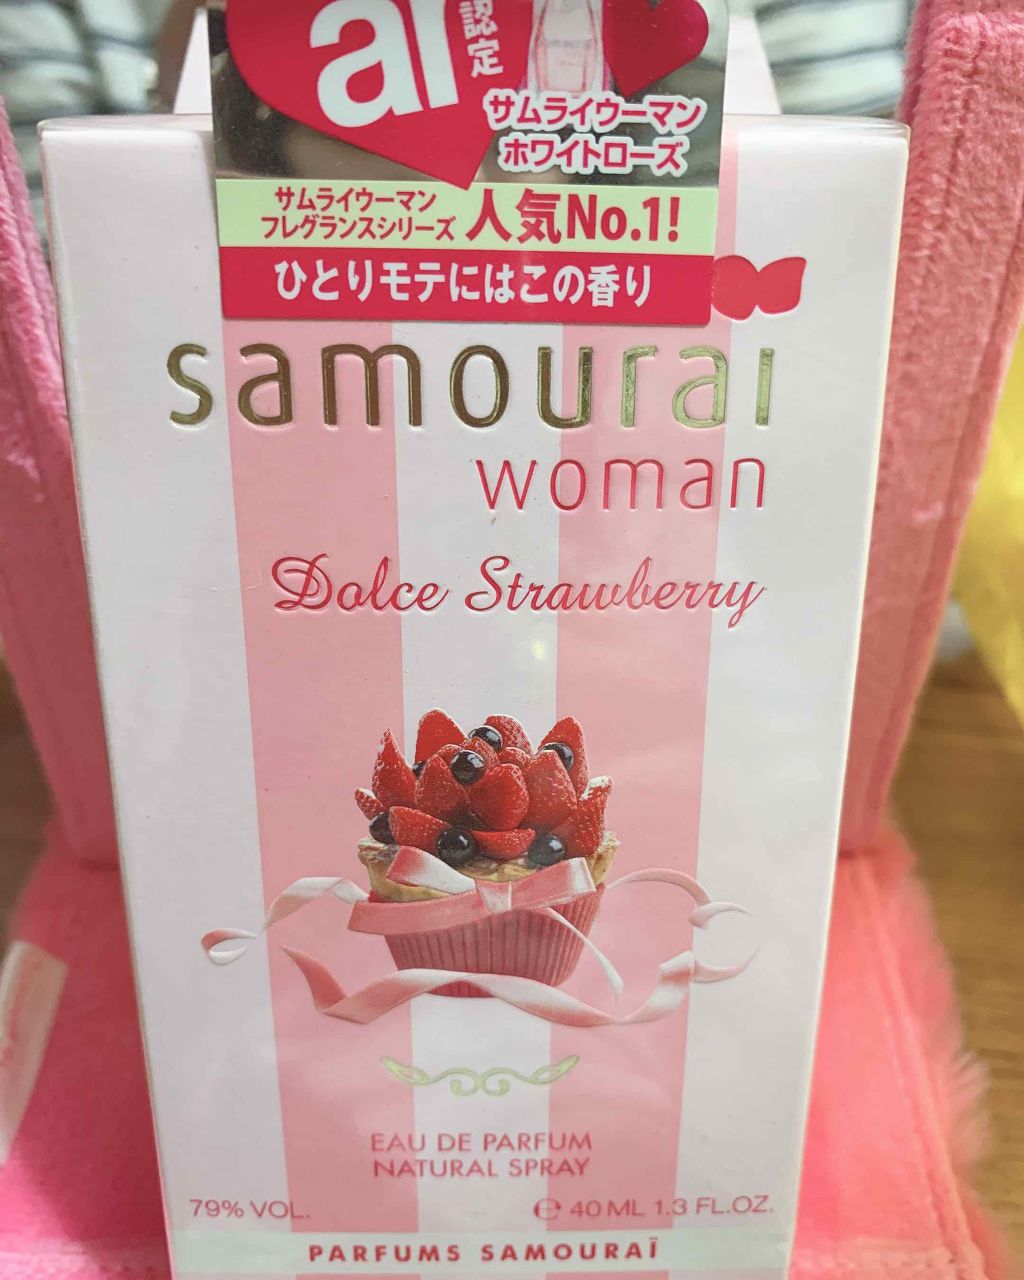 ar
認定
サムライウーマン
ホワイトローズ
サムライウーマン
フレグランスシリーズ 人気No.1!
ひとりモテにはこの香り
samourai
woman
Dolce Strawberry
EAU DE PARFUM
NATURAL SPRAY
79% VOL. ℮ 40 ML 1.3 FL.OZ.
PARFUMS SAMOURAÏ